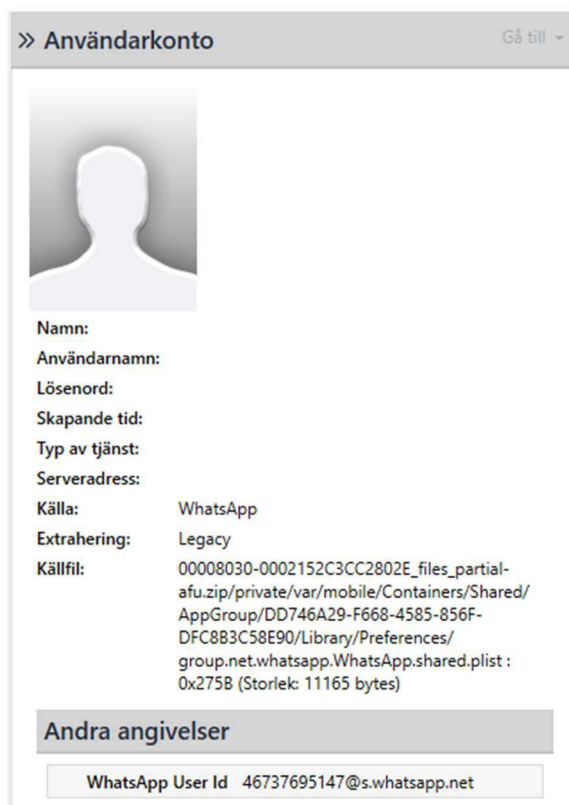 » Användarkonto
Gå till
Namn:
Användarnamn:
Lösenord:
Skapande tid:
Typ av tjänst:
Serveradress:
Källa: WhatsApp
Extrahering: Legacy
Källfil: 00008030-0002152C3CC2802E_files_partial-
afu.zip/private/var/mobile/Containers/Shared/
AppGroup/DD746A29-F668-4585-856F-
DFC8B3C58E90/Library/Preferences/
group.net.whatsapp.WhatsApp.shared.plist :
0x275B (Storlek: 11165 bytes)
Andra angivelser
WhatsApp User Id 46737695147@s.whatsapp.net